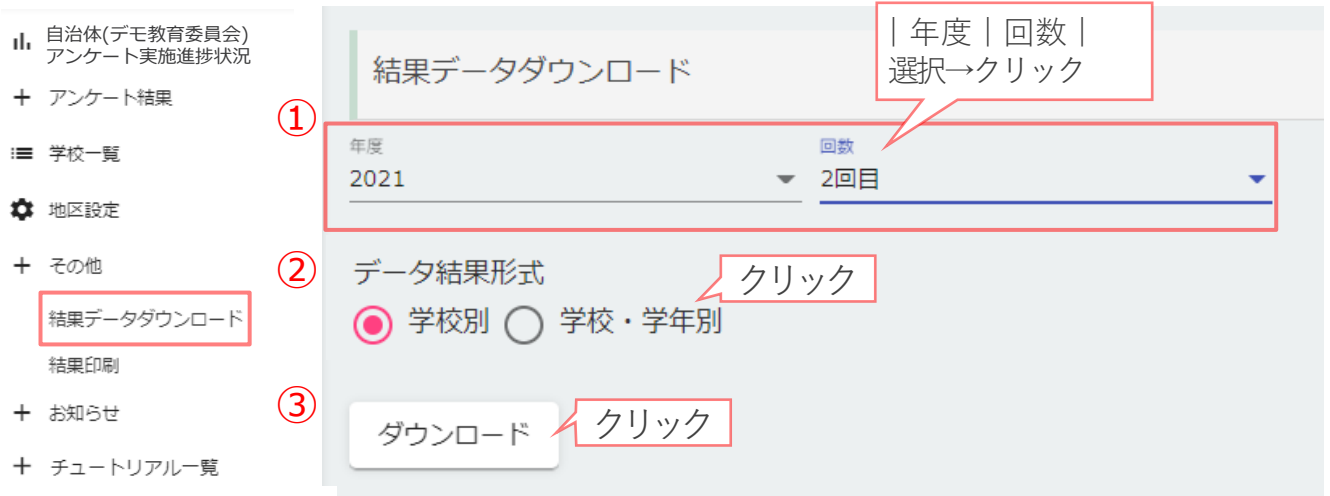 自治体(デモ教育委員会)
アンケート実施進捗状況
アンケート結果
学校一覧
地区設定
その他
結果データダウンロード
結果印刷
お知らせ
チュートリアル一覧
結果データダウンロード
｜年度｜回数｜
選択→クリック
①
年度
2021
回数
2回目
②
データ結果形式
クリック
学校別
学校・学年別
③
ダウンロード
クリック